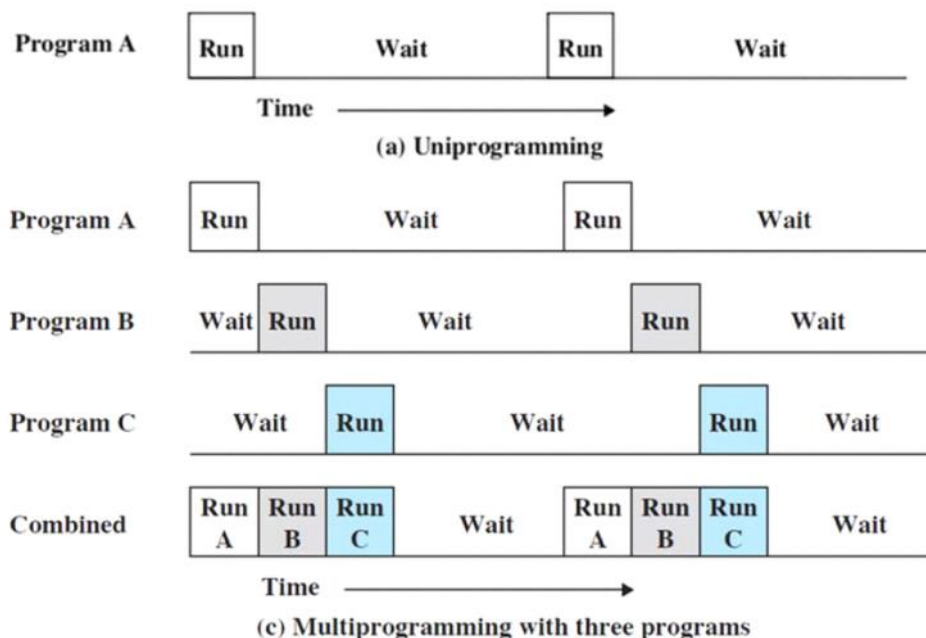 Program A Run Wait Run Wait
Time
(a) Uniprogramming
Program A Run Wait Run Wait
Program B Wait Run Wait Run Wait
Program C Wait Run Wait Run Wait
Combined Run A Run B Run C Wait Run A Run B Run C Wait
Time
(c) Multiprogramming with three programs